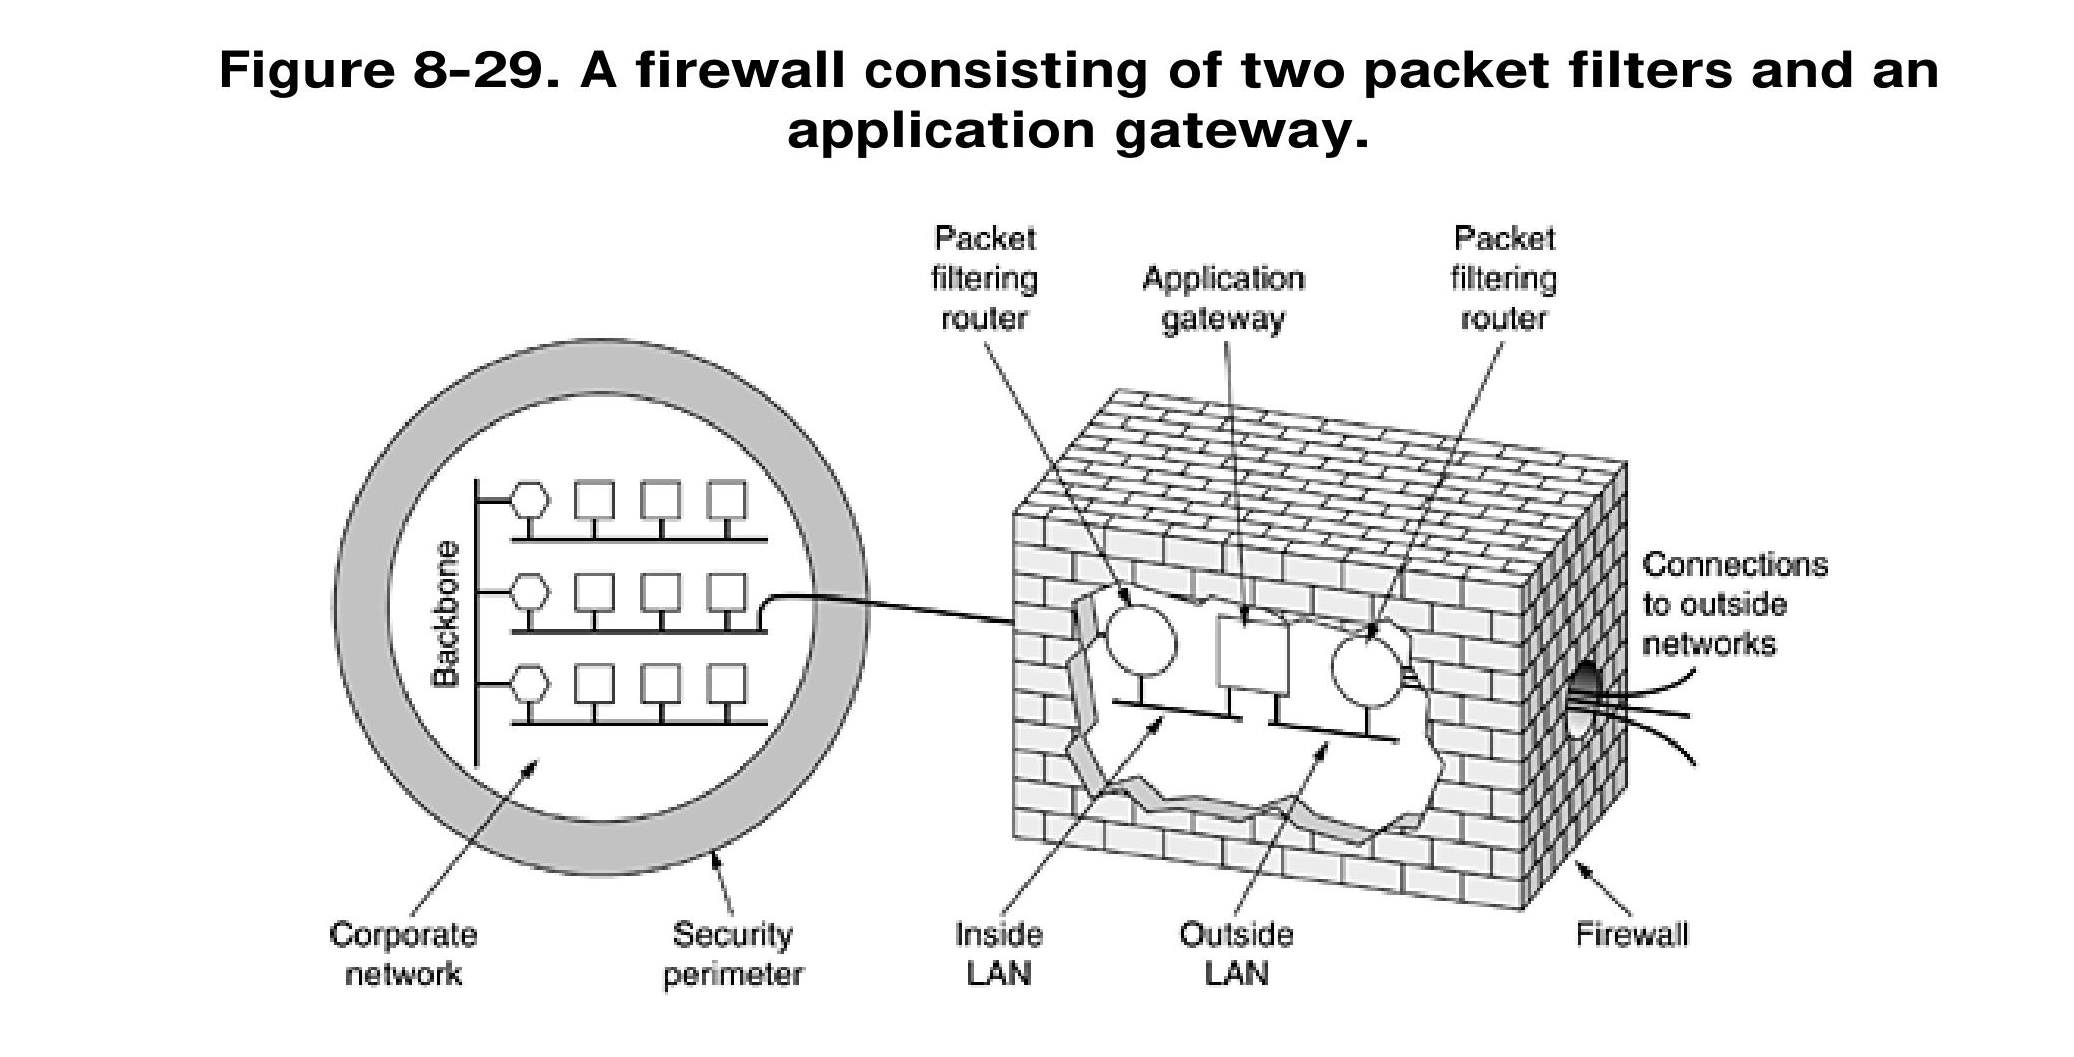 Figure 8-29. A firewall consisting of two packet filters and an
application gateway.
Packet
filtering
router
Application
gateway
Packet
filtering
router
Backbone
Connections
to outside
networks
Corporate
network
Security
perimeter
Inside
LAN
Outside
LAN
Firewall